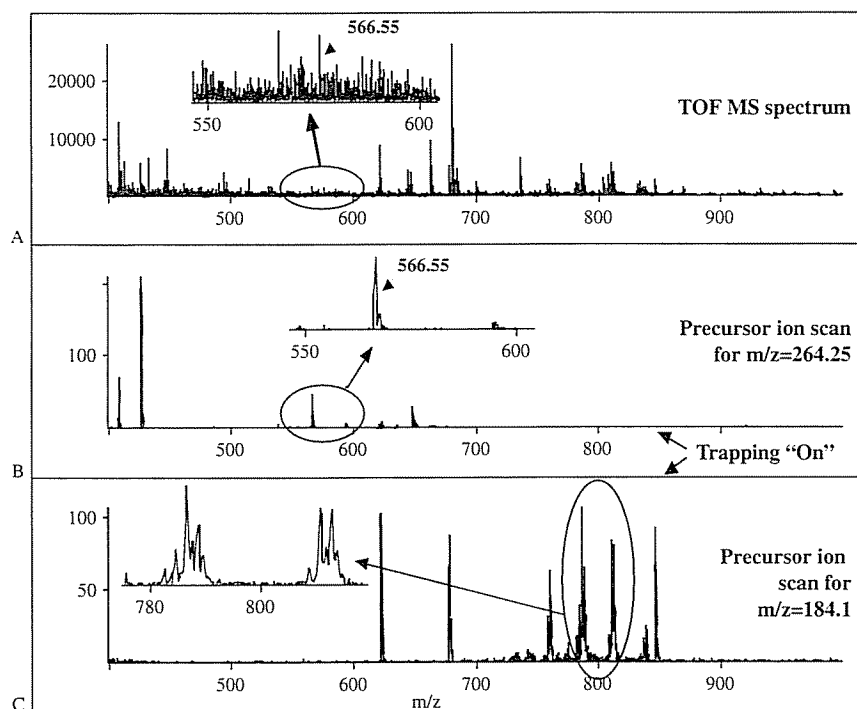 566.55
20000
10000
550
600
TOF MS spectrum
500
600
700
800
900
A
566.55
100
550
600
Precursor ion scan
for m/z=264.25
500
600
700
800
Trapping “On”
B
100
50
780
800
Precursor ion
scan for
m/z=184.1
500
600
700
800
900
m/z
C